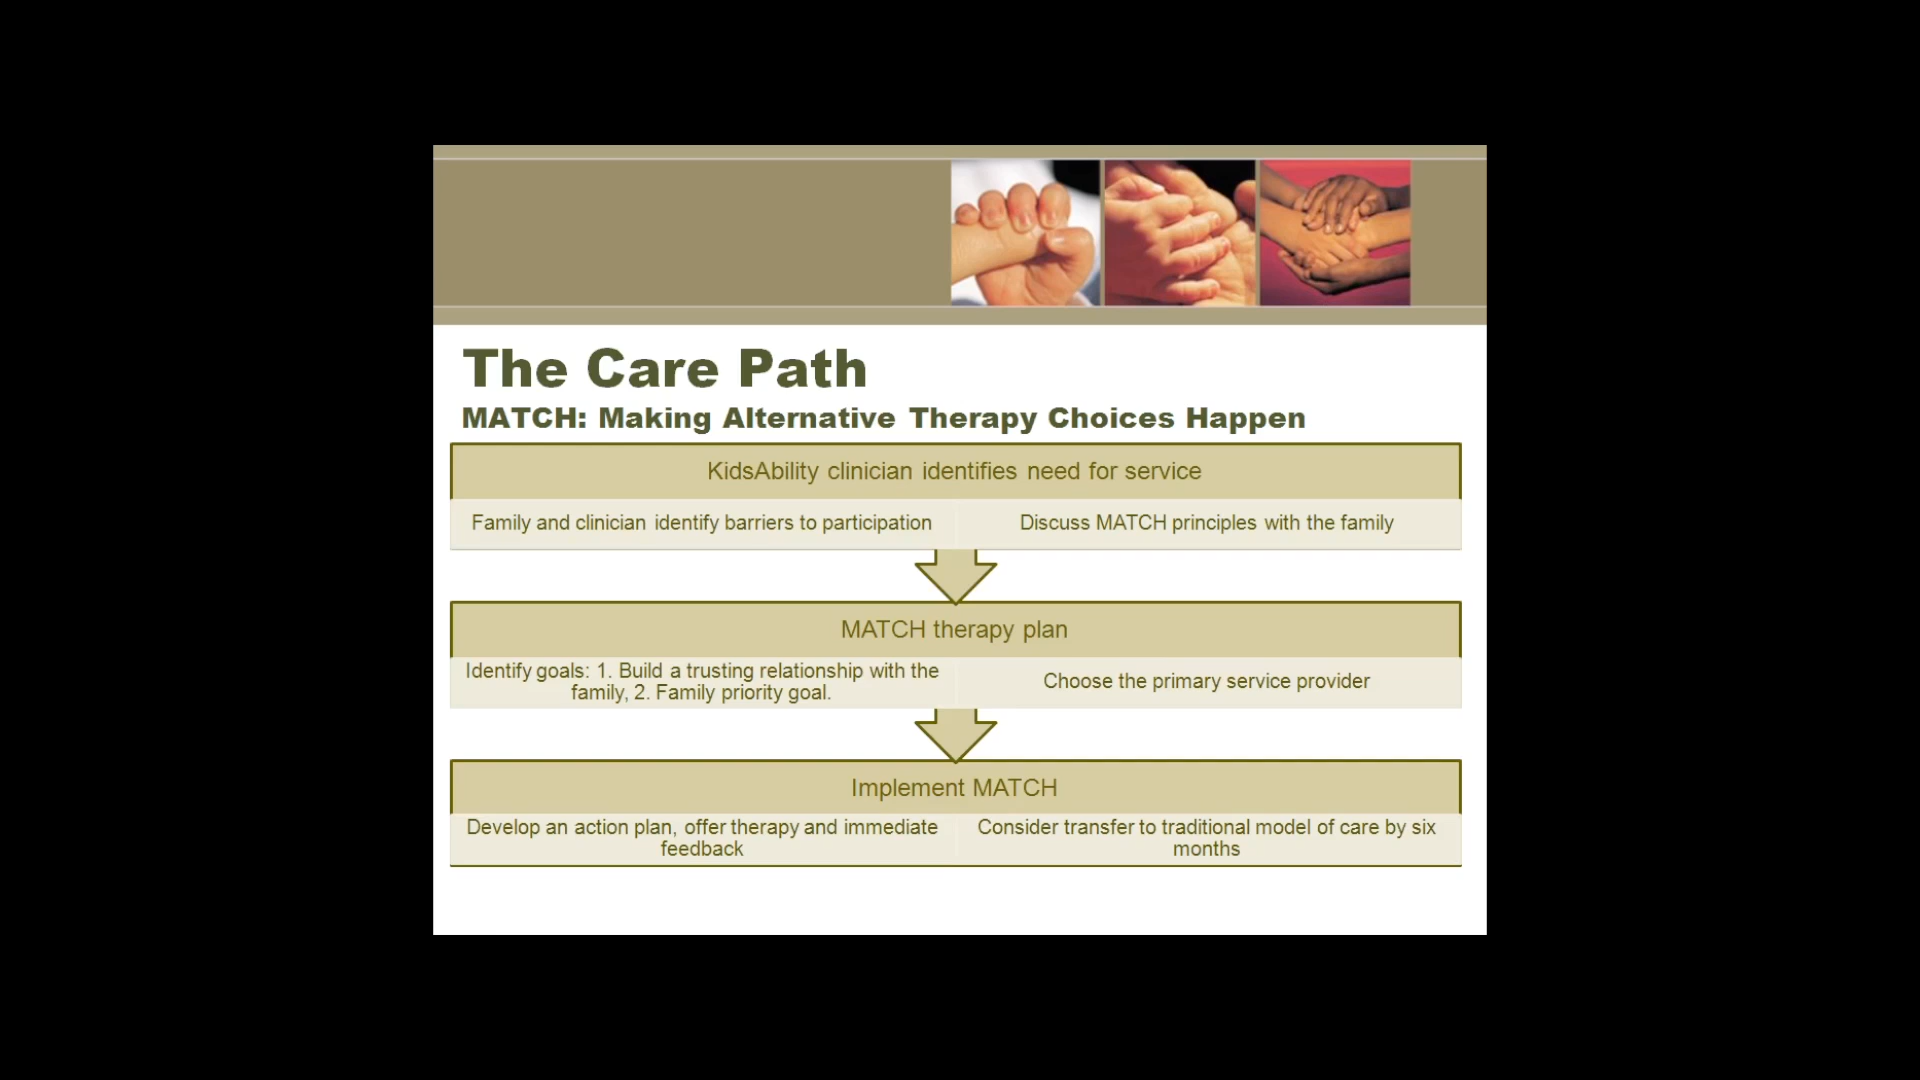 The Care Path
MATCH: Making Alternative Therapy Choices Happen
KidsAbility clinician identifies need for service
Family and clinician identify barriers to participation
Discuss MATCH principles with the family
MATCH therapy plan
Identify goals: 1. Build a trusting relationship with the
family, 2. Family priority goal.
Choose the primary service provider
Implement MATCH
Develop an action plan, offer therapy and immediate
feedback
Consider transfer to traditional model of care by six
months